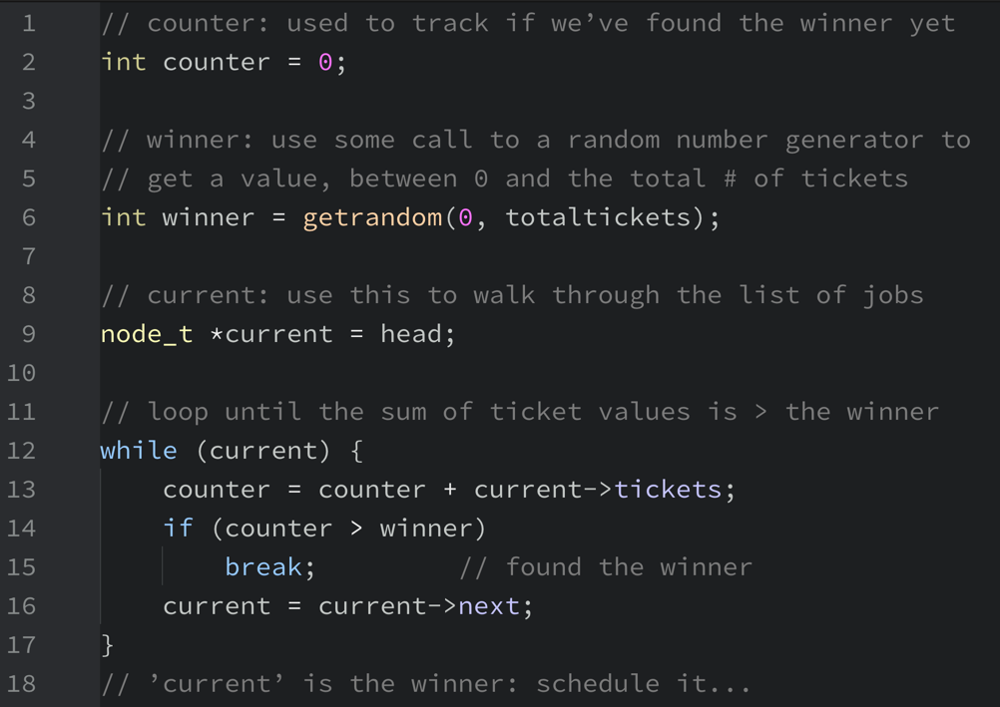 1 // counter: used to track if we’ve found the winner yet
2 int counter = 0;
3
4 // winner: use some call to a random number generator to
5 // get a value, between 0 and the total # of tickets
6 int winner = getrandom(0, totaltickets);
7
8 // current: use this to walk through the list of jobs
9 node_t *current = head;
10
11 // loop until the sum of ticket values is > the winner
12 while (current) {
13     counter = counter + current->tickets;
14     if (counter > winner)
15         break;         // found the winner
16     current = current->next;
17 }
18 // ’current’ is the winner: schedule it...